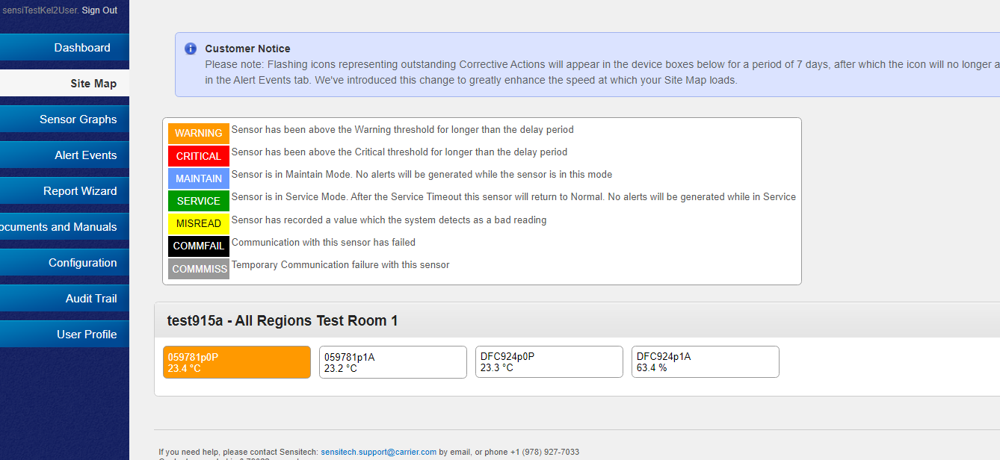 sensiTestKel2User. Sign Out
Dashboard
Site Map
Sensor Graphs
Alert Events
Report Wizard
ocuments and Manuals
Configuration
Audit Trail
User Profile
Customer Notice
Please note: Flashing icons representing outstanding Corrective Actions will appear in the device boxes below for a period of 7 days, after which the icon will no longer a
in the Alert Events tab. We've introduced this change to greatly enhance the speed at which your Site Map loads.
WARNING Sensor has been above the Warning threshold for longer than the delay period
CRITICAL Sensor has been above the Critical threshold for longer than the delay period
MAINTAIN Sensor is in Maintain Mode. No alerts will be generated while the sensor is in this mode
SERVICE Sensor is in Service Mode. After the Service Timeout this sensor will return to Normal. No alerts will be generated while in Service
MISREAD Sensor has recorded a value which the system detects as a bad reading
COMMFAIL Communication with this sensor has failed
COMMMISS Temporary Communication failure with this sensor
test915a - All Regions Test Room 1
059781p0P
23.4 °C
059781p1A
23.2 °C
DFC924p0P
23.3 °C
DFC924p1A
63.4 %
If you need help, please contact Sensitech: sensitech.support@carrier.com by email, or phone +1 (978) 927-7033